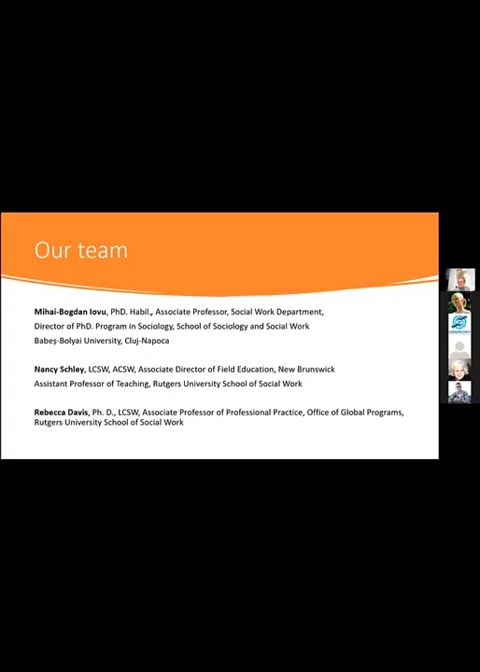 Our team
Mihai-Bogdan Iovu, PhD. Habil., Associate Professor, Social Work Department,
Director of PhD. Program in Sociology, School of Sociology and Social Work
Babeș-Bolyai University, Cluj-Napoca
Nancy Schley, LCSW, ACSW, Associate Director of Field Education, New Brunswick
Assistant Professor of Teaching, Rutgers University School of Social Work
Rebecca Davis, Ph. D., LCSW, Associate Professor of Professional Practice, Office of Global Programs,
Rutgers University School of Social Work